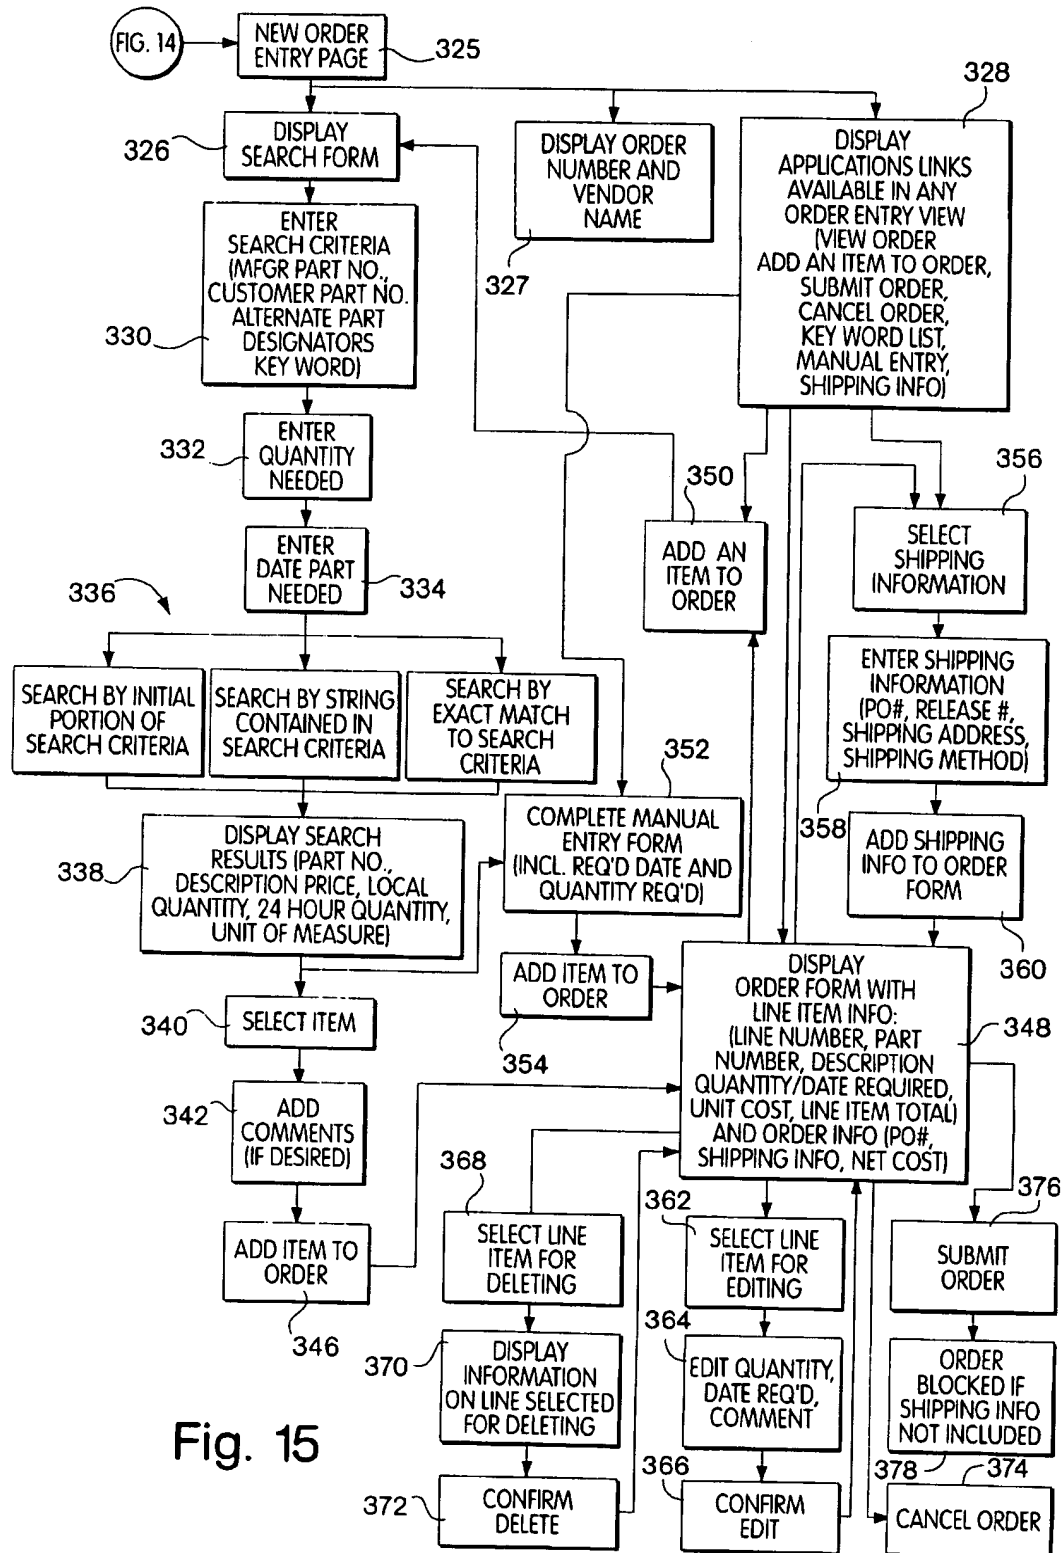 FIG. 14
NEW ORDER
ENTRY PAGE
325
326
DISPLAY
SEARCH FORM
DISPLAY ORDER
NUMBER AND
VENDOR
NAME
327
328
DISPLAY
APPLICATIONS LINKS
AVAILABLE IN ANY
ORDER ENTRY VIEW
(VIEW ORDER
ADD AN ITEM TO ORDER,
SUBMIT ORDER,
CANCEL ORDER,
KEY WORD LIST,
MANUAL ENTRY,
SHIPPING INFO)
330
ENTER
SEARCH CRITERIA
(MFGR PART NO.,
CUSTOMER PART NO.
ALTERNATE PART
DESIGNATORS
KEY WORD)
332
ENTER
QUANTITY
NEEDED
ENTER
DATE PART
NEEDED
334
336
SEARCH BY INITIAL
PORTION OF
SEARCH CRITERIA
SEARCH BY STRING
CONTAINED IN
SEARCH CRITERIA
SEARCH BY
EXACT MATCH
TO SEARCH
CRITERIA
338
DISPLAY SEARCH
RESULTS (PART NO.,
DESCRIPTION PRICE, LOCAL
QUANTITY, 24 HOUR QUANTITY,
UNIT OF MEASURE)
340
SELECT ITEM
342
ADD
COMMENTS
(IF DESIRED)
ADD ITEM TO
ORDER
346
350
ADD AN
ITEM TO
ORDER
352
COMPLETE MANUAL
ENTRY FORM
(INCL. REQ'D DATE AND
QUANTITY REQ'D)
ADD ITEM TO
ORDER
354
356
SELECT
SHIPPING
INFORMATION
ENTER SHIPPING
INFORMATION
(PO#, RELEASE #,
SHIPPING ADDRESS,
SHIPPING METHOD)
358
ADD SHIPPING
INFO TO ORDER
FORM
360
DISPLAY
ORDER FORM WITH
LINE ITEM INFO:
(LINE NUMBER, PART
NUMBER, DESCRIPTION
QUANTITY/DATE REQUIRED,
UNIT COST, LINE ITEM TOTAL)
AND ORDER INFO (PO#,
SHIPPING INFO, NET COST)
348
368
SELECT LINE
ITEM FOR
DELETING
370
DISPLAY
INFORMATION
ON LINE SELECTED
FOR DELETING
372
CONFIRM
DELETE
362
SELECT LINE
ITEM FOR
EDITING
364
EDIT QUANTITY,
DATE REQ'D,
COMMENT
366
CONFIRM
EDIT
376
SUBMIT
ORDER
ORDER
BLOCKED IF
SHIPPING INFO
NOT INCLUDED
378
374
CANCEL ORDER
Fig. 15